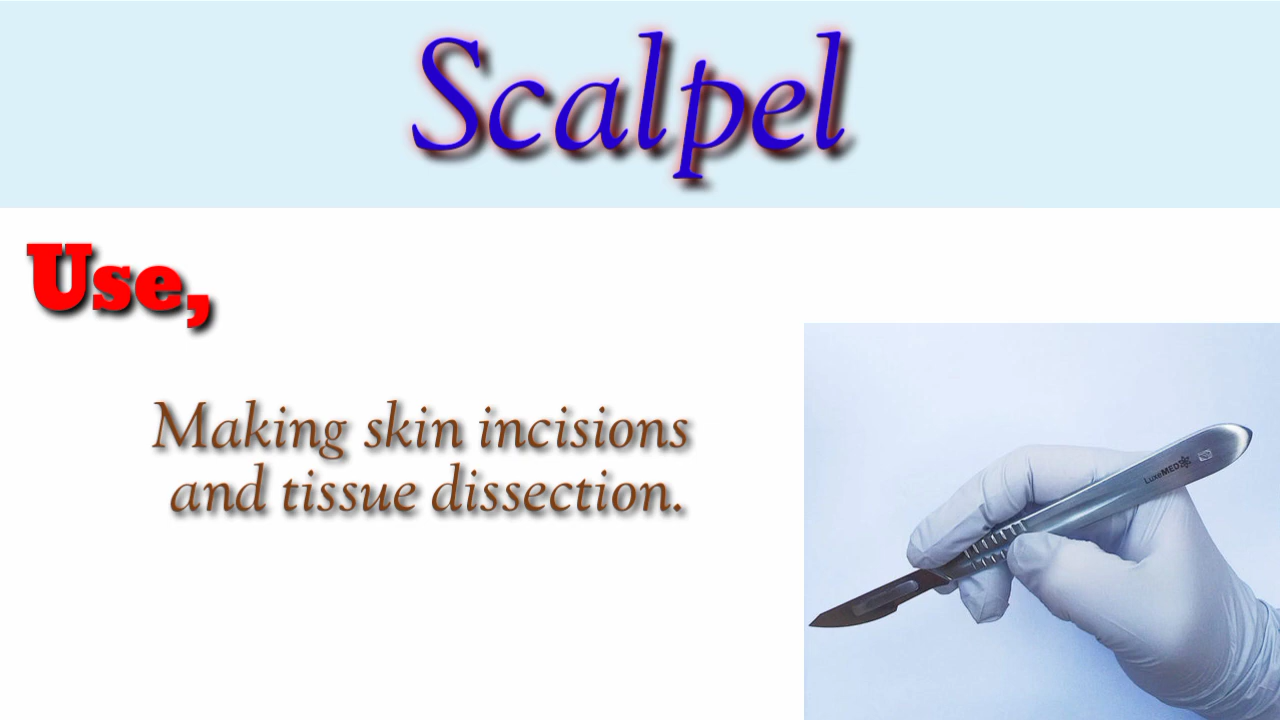 Scalpel
Use,
Making skin incisions
and tissue dissection.
LuxeMED